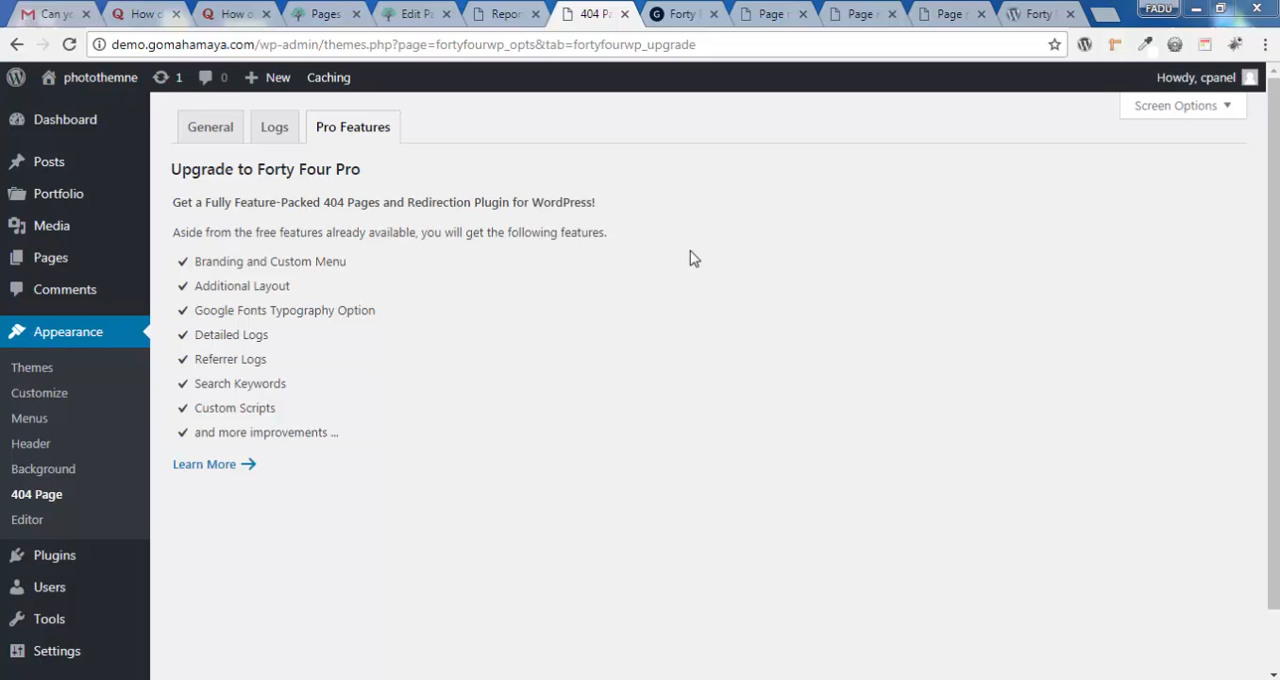 Can yo
How c
How o
Pages
Edit Pa
Repor
404 Pa
Forty
Page n
Page n
Page n
Forty
FADU
demo.gomahamaya.com/wp-admin/themes.php?page=fortyfourwp_opts&tab=fortyfourwp_upgrade
photothemne
1
0
New
Caching
Howdy, cpanel
Screen Options
Dashboard
Posts
Portfolio
Media
Pages
Comments
Appearance
Themes
Customize
Menus
Header
Background
404 Page
Editor
Plugins
Users
Tools
Settings
General
Logs
Pro Features
Upgrade to Forty Four Pro
Get a Fully Feature-Packed 404 Pages and Redirection Plugin for WordPress!
Aside from the free features already available, you will get the following features.
Branding and Custom Menu
Additional Layout
Google Fonts Typography Option
Detailed Logs
Referrer Logs
Search Keywords
Custom Scripts
and more improvements ...
Learn More